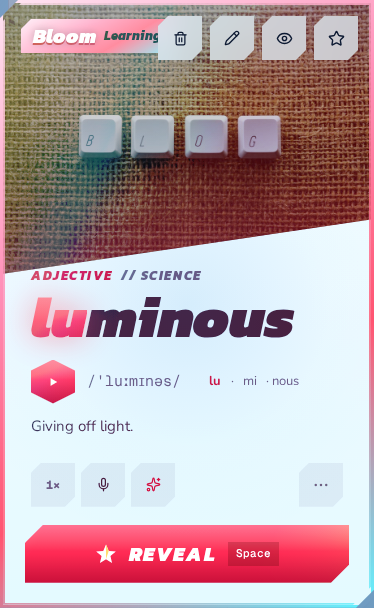 Bloom Learning
B L O G
ADJECTIVE // SCIENCE
luminous
/ˈluːmɪnəs/ lu · mi · nous
Giving off light.
1×
...
REVEAL Space